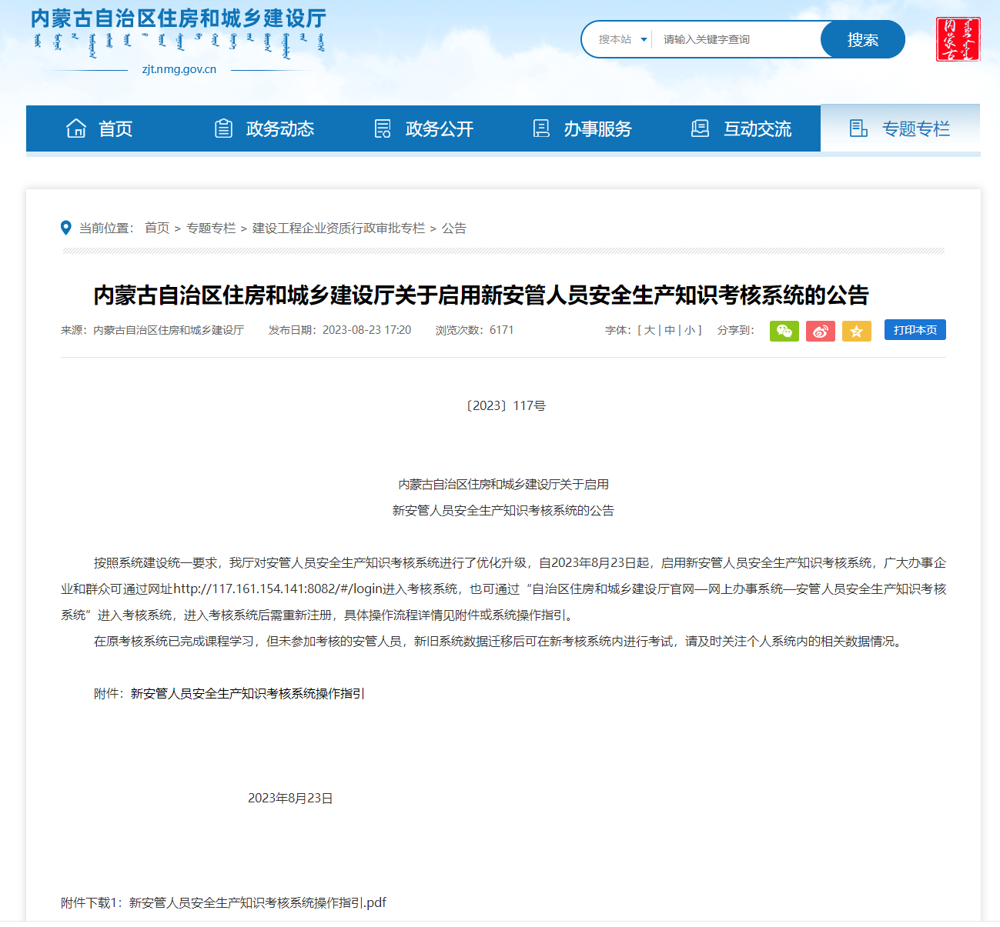 内蒙古自治区住房和城乡建设厅
zjt.nmg.gov.cn
搜本站 请输入关键字查询 搜索
内蒙古
首页 政务动态 政务公开 办事服务 互动交流 专题专栏
当前位置： 首页 > 专题专栏 > 建设工程企业资质行政审批专栏 > 公告
内蒙古自治区住房和城乡建设厅关于启用新安管人员安全生产知识考核系统的公告
来源：内蒙古自治区住房和城乡建设厅 发布日期：2023-08-23 17:20 浏览次数：6171 字体：[ 大 | 中 | 小 ] 分享到： 打印本页
〔2023〕117号
内蒙古自治区住房和城乡建设厅关于启用
新安管人员安全生产知识考核系统的公告
按照系统建设统一要求，我厅对安管人员安全生产知识考核系统进行了优化升级，自2023年8月23日起，启用新安管人员安全生产知识考核系统，广大办事企
业和群众可通过网址http://117.161.154.141:8082/#/login进入考核系统，也可通过“自治区住房和城乡建设厅官网—网上办事系统—安管人员安全生产知识考核
系统”进入考核系统，进入考核系统后需重新注册，具体操作流程详情见附件或系统操作指引。
在原考核系统已完成课程学习，但未参加考核的安管人员，新旧系统数据迁移后可在新考核系统内进行考试，请及时关注个人系统内的相关数据情况。
附件：新安管人员安全生产知识考核系统操作指引
2023年8月23日
附件下载1：新安管人员安全生产知识考核系统操作指引.pdf